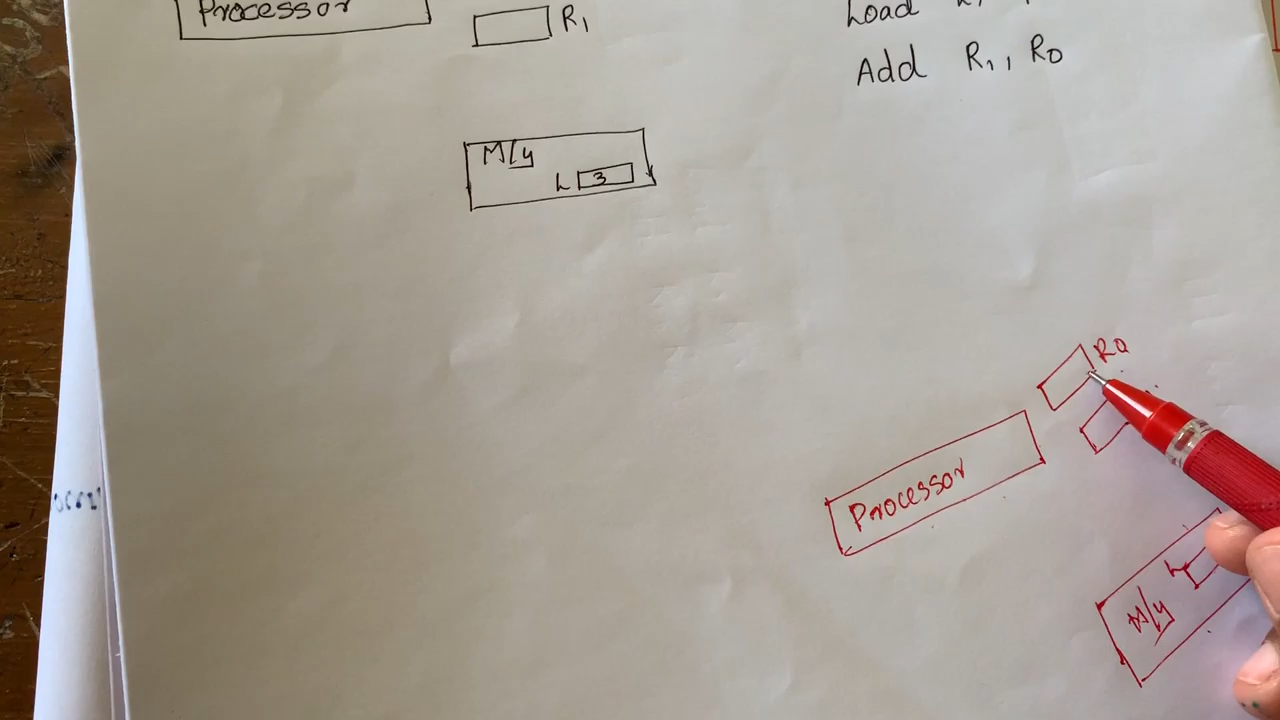 Processor
R1
Load
Add R1, R0
M/y
L 3
R0
Processor
L
M/y